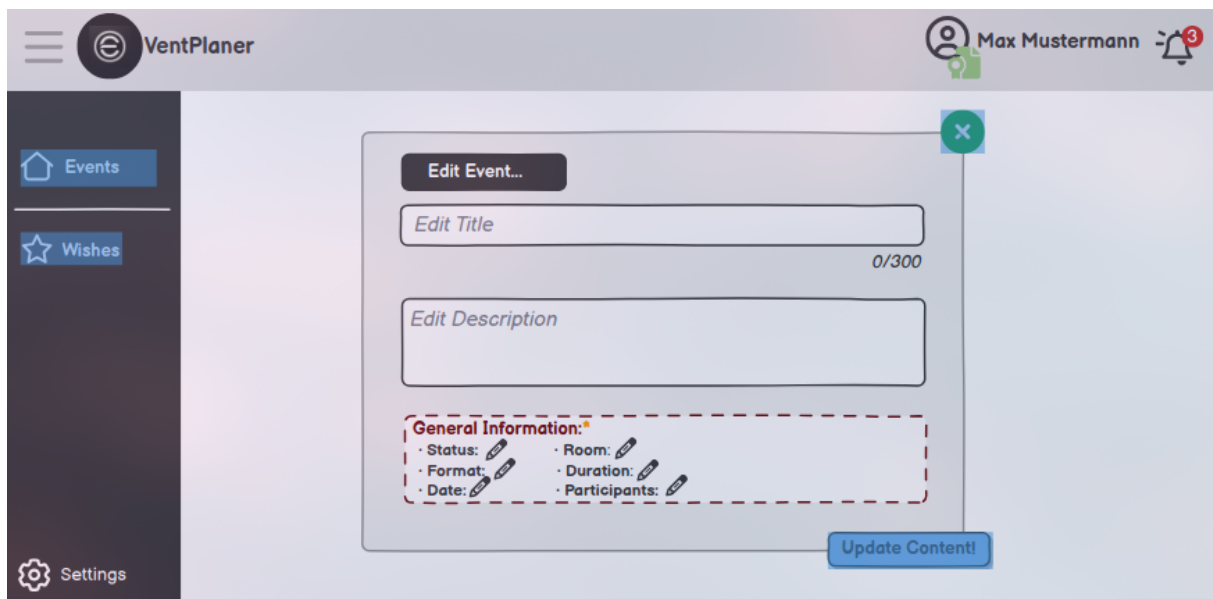 VentPlaner
Max Mustermann
3
Events
Wishes
Settings
Edit Event...
Edit Title
0/300
Edit Description
General Information:*
· Status:
· Room:
· Format:
· Duration:
· Date:
· Participants:
Update Content!